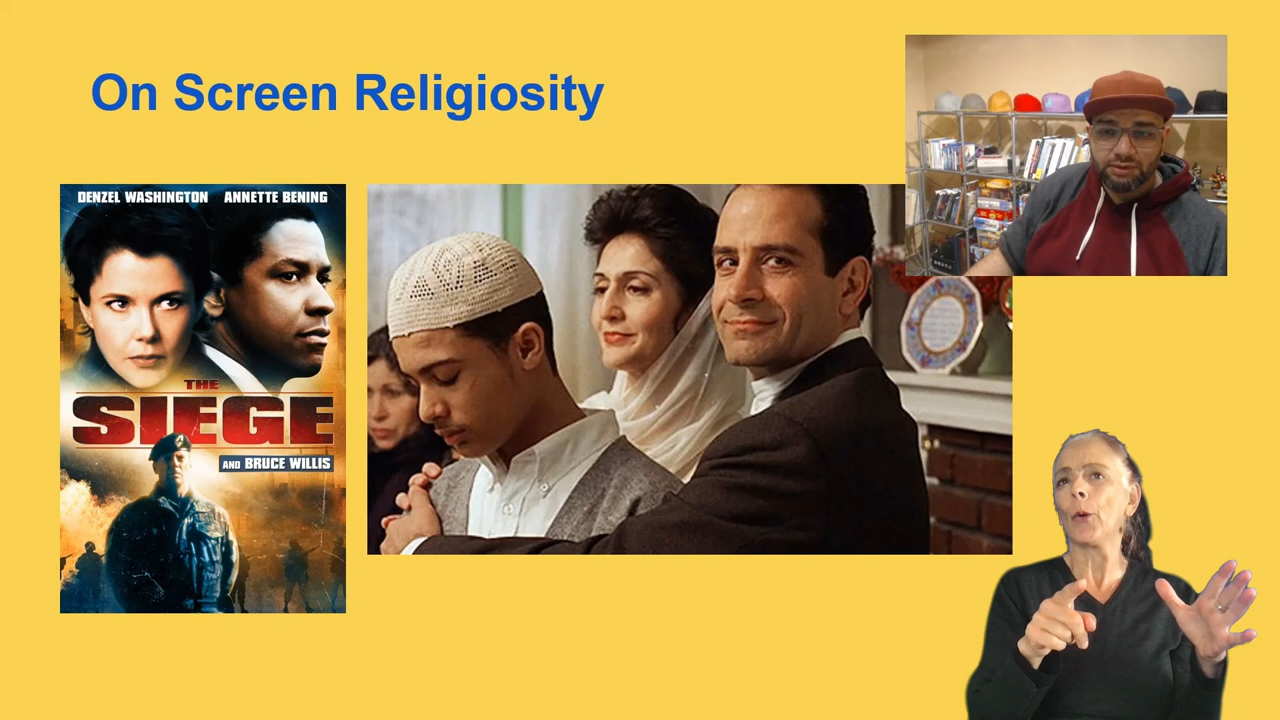 On Screen Religiosity
DENZEL WASHINGTON ANNETTE BENING
THE
SIEGE
AND BRUCE WILLIS